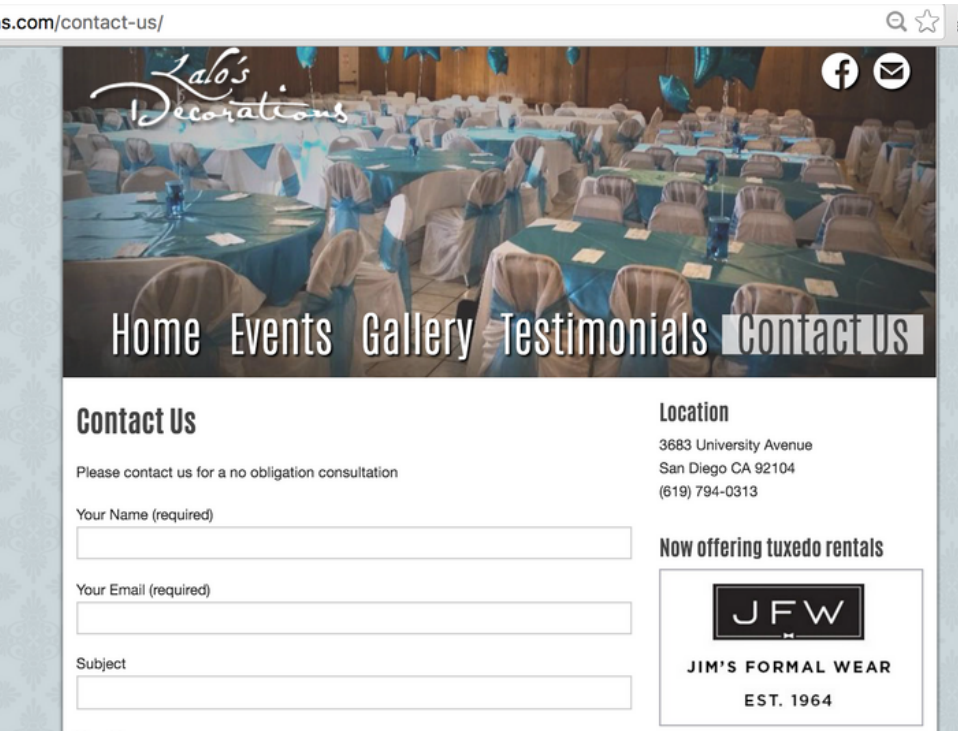 s.com/contact-us/
Lalo's
Decorations
Home Events Gallery Testimonials Contact Us
Contact Us
Please contact us for a no obligation consultation
Your Name (required)
Your Email (required)
Subject
Location
3683 University Avenue
San Diego CA 92104
(619) 794-0313
Now offering tuxedo rentals
JFW
JIM'S FORMAL WEAR
EST. 1964